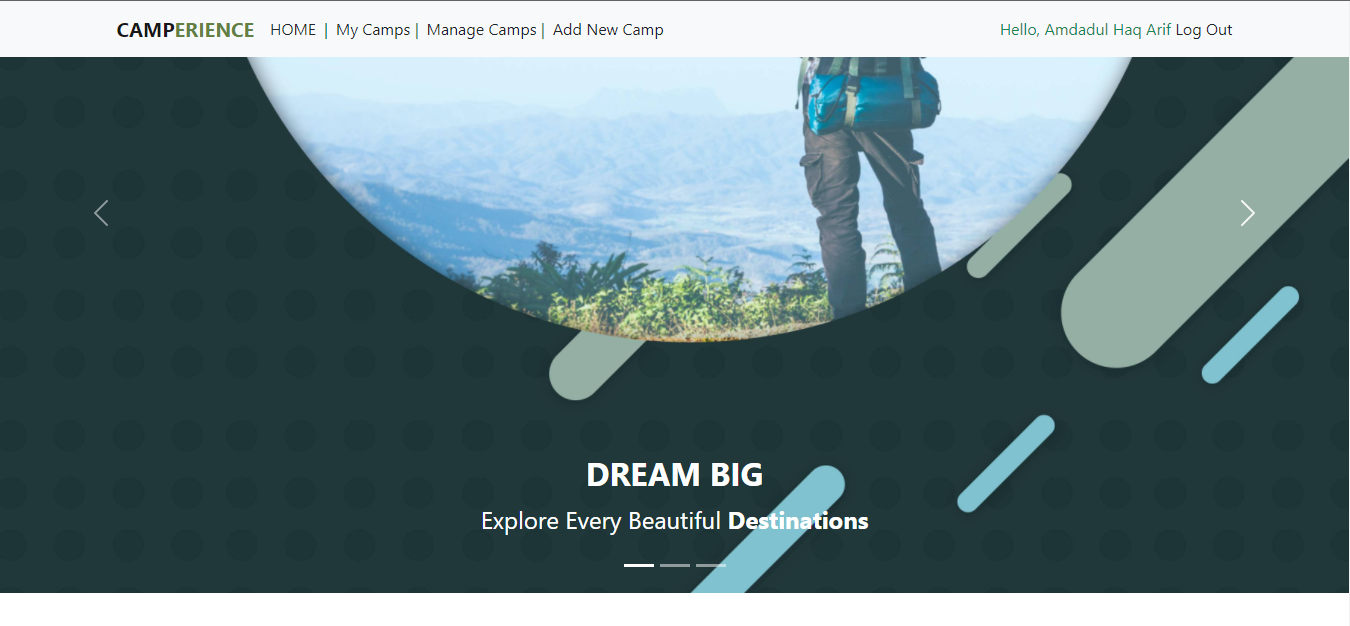 CAMPERIENCE HOME | My Camps | Manage Camps | Add New Camp Hello, Amdadul Haq Arif Log Out
DREAM BIG
Explore Every Beautiful Destinations